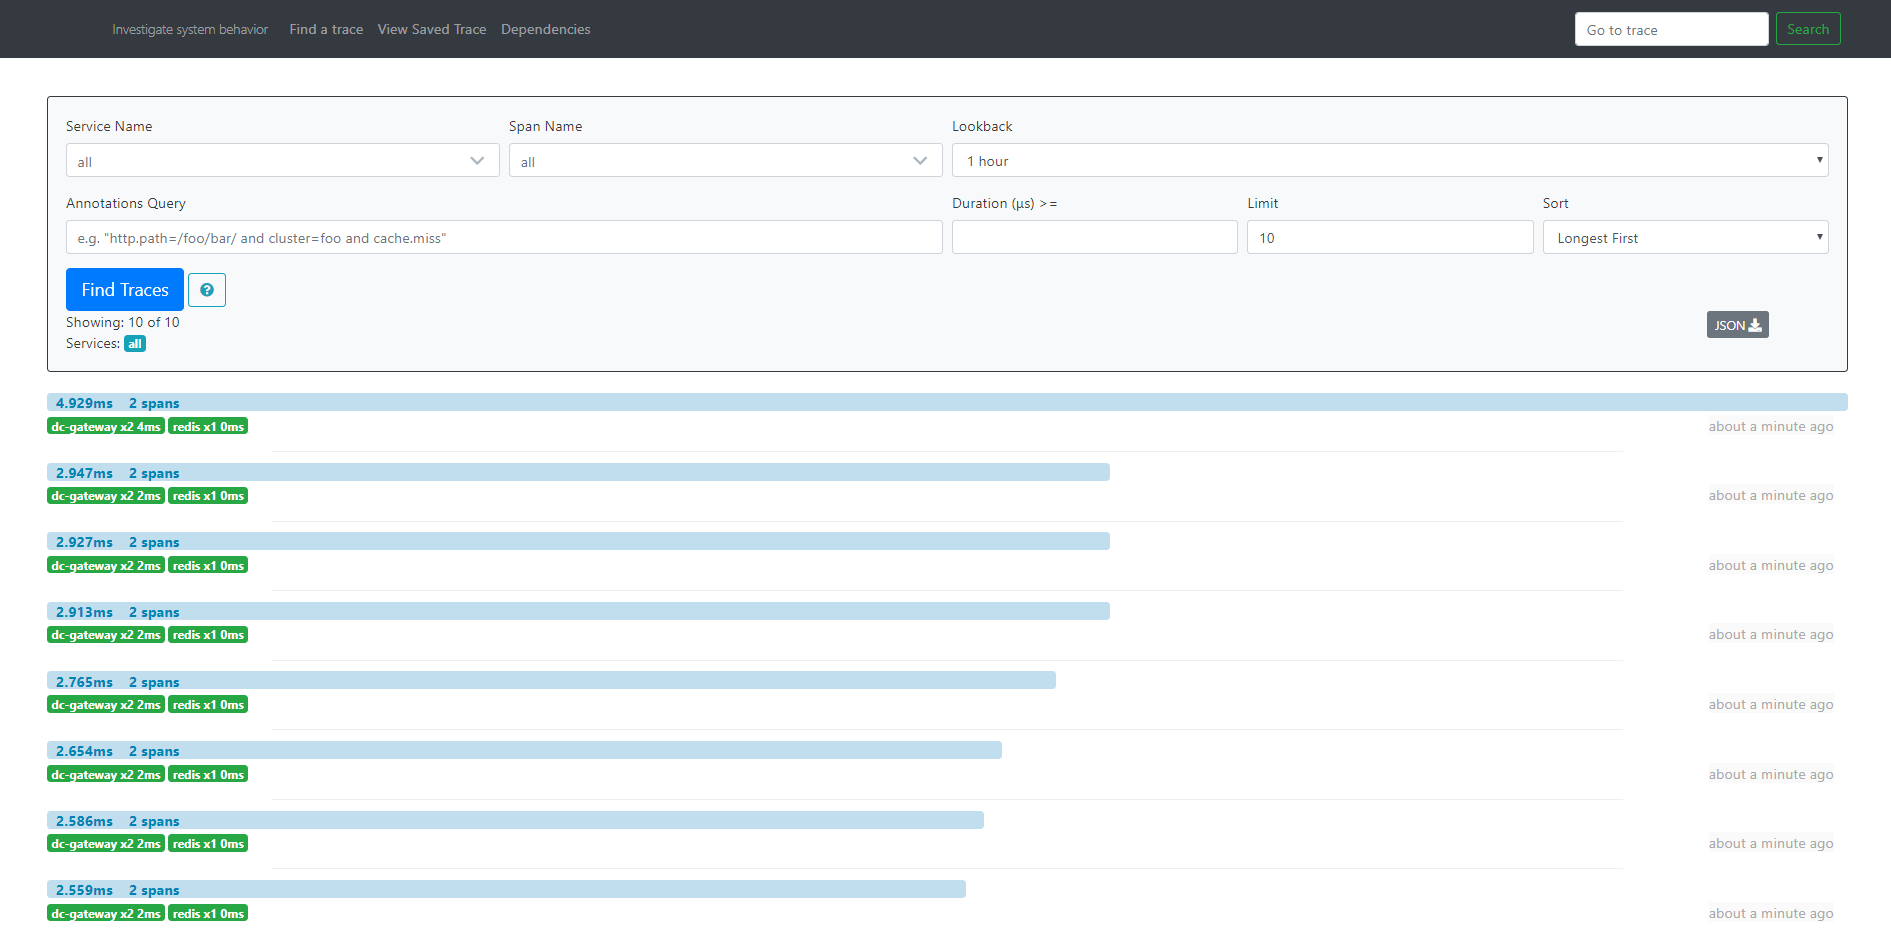 Investigate system behavior Find a trace View Saved Trace Dependencies Go to trace Search
Service Name Span Name Lookback
all all 1 hour
Annotations Query Duration (μs) >= Limit Sort
e.g. "http.path=/foo/bar/ and cluster=foo and cache.miss" 10 Longest First
Find Traces
Showing: 10 of 10
JSON
Services: all
4.929ms 2 spans
dc-gateway x2 4ms redis x1 0ms about a minute ago
2.947ms 2 spans
dc-gateway x2 2ms redis x1 0ms about a minute ago
2.927ms 2 spans
dc-gateway x2 2ms redis x1 0ms about a minute ago
2.913ms 2 spans
dc-gateway x2 2ms redis x1 0ms about a minute ago
2.765ms 2 spans
dc-gateway x2 2ms redis x1 0ms about a minute ago
2.654ms 2 spans
dc-gateway x2 2ms redis x1 0ms about a minute ago
2.586ms 2 spans
dc-gateway x2 2ms redis x1 0ms about a minute ago
2.559ms 2 spans
dc-gateway x2 2ms redis x1 0ms about a minute ago